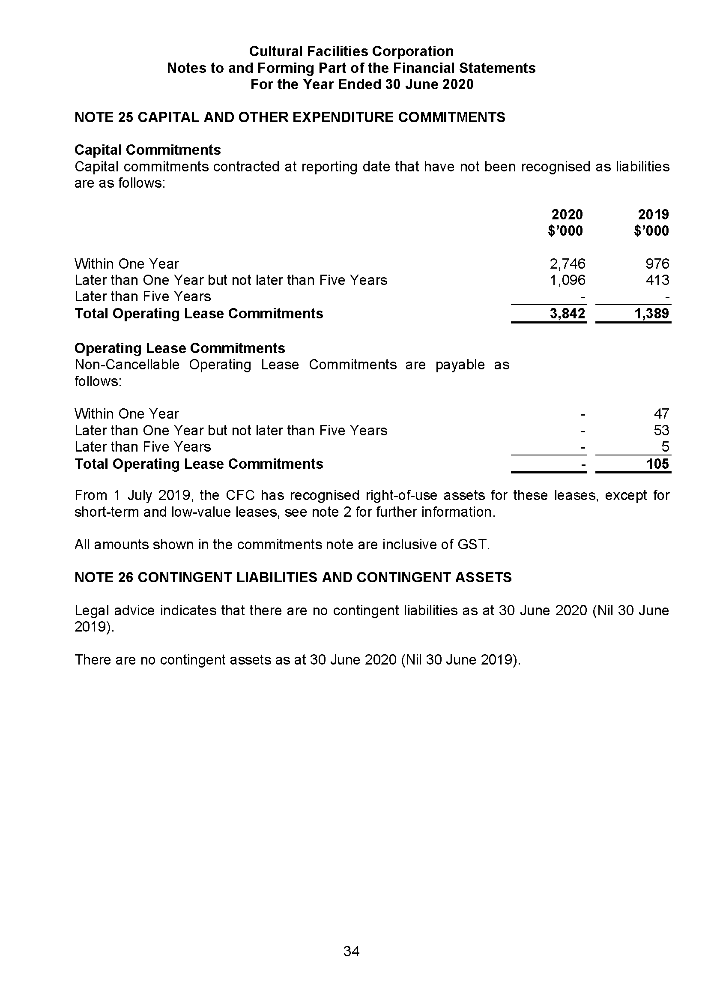 Cultural Facilities Corporation
Notes to and Forming Part of the Financial Statements
For the Year Ended 30 June 2020
NOTE 25 CAPITAL AND OTHER EXPENDITURE COMMITMENTS
Capital Commitments
Capital commitments contracted at reporting date that have not been recognised as liabilities
are as follows:
2020 2019
$’000 $’000
Within One Year 2,746 976
Later than One Year but not later than Five Years 1,096 413
Later than Five Years - -
Total Operating Lease Commitments 3,842 1,389
Operating Lease Commitments
Non-Cancellable Operating Lease Commitments are payable as
follows:
Within One Year - 47
Later than One Year but not later than Five Years - 53
Later than Five Years - 5
Total Operating Lease Commitments - 105
From 1 July 2019, the CFC has recognised right-of-use assets for these leases, except for
short-term and low-value leases, see note 2 for further information.
All amounts shown in the commitments note are inclusive of GST.
NOTE 26 CONTINGENT LIABILITIES AND CONTINGENT ASSETS
Legal advice indicates that there are no contingent liabilities as at 30 June 2020 (Nil 30 June
2019).
There are no contingent assets as at 30 June 2020 (Nil 30 June 2019).
34